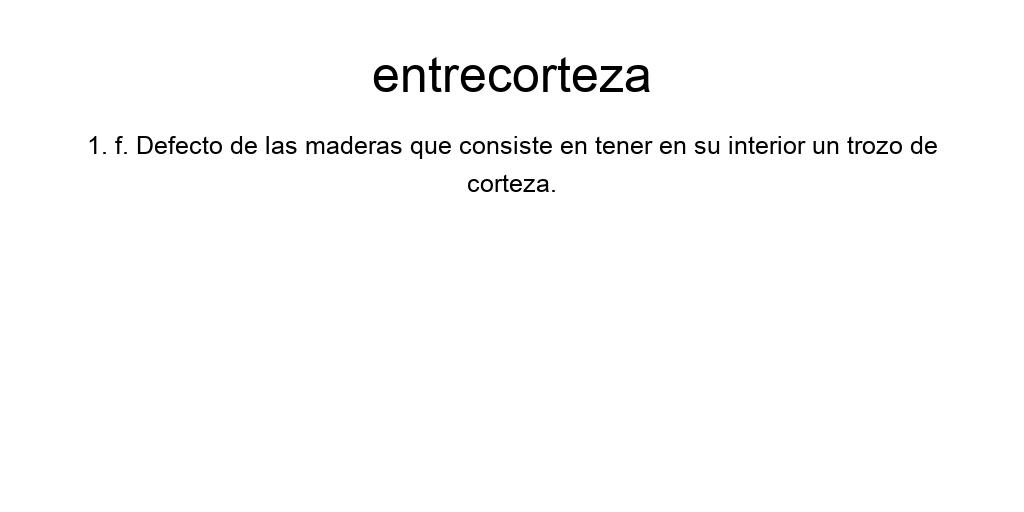 entrecorteza
1. f. Defecto de las maderas que consiste en tener en su interior un trozo de
corteza.